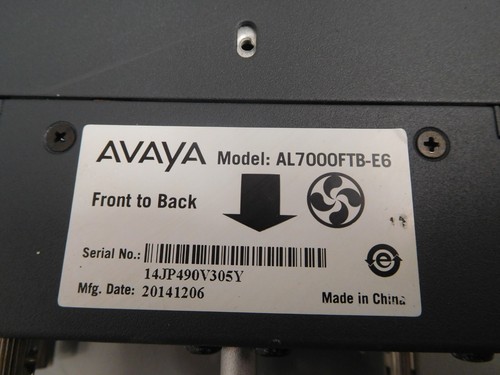 AVAYA Model: AL7000FTB-E6
Front to Back
Serial No.:
14JP490V305Y
Mfg. Date: 20141206
Made in China